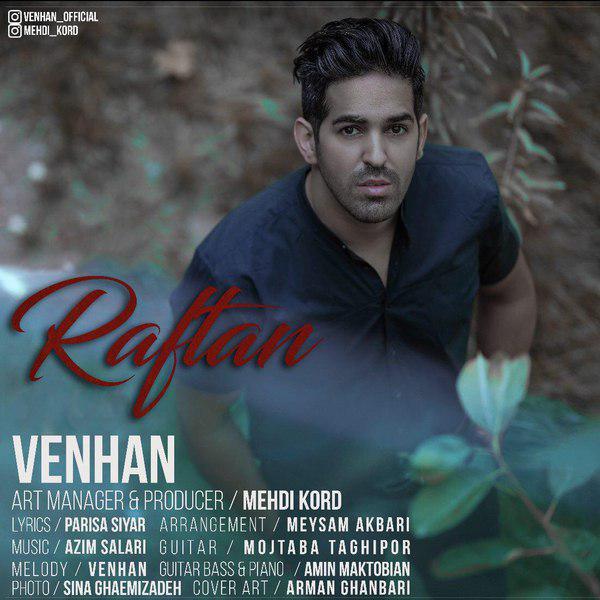 VENHAN_OFFICIAL
MEHDI_KORD
Raftan
VENHAN
ART MANAGER & PRODUCER / MEHDI KORD
LYRICS / PARISA SIYAR ARRANGEMENT / MEYSAM AKBARI
MUSIC / AZIM SALARI GUITAR / MOJTABA TAGHIPOR
MELODY / VENHAN GUITAR BASS & PIANO / AMIN MAKTOBIAN
PHOTO / SINA GHAEMIZADEH COVER ART / ARMAN GHANBARI